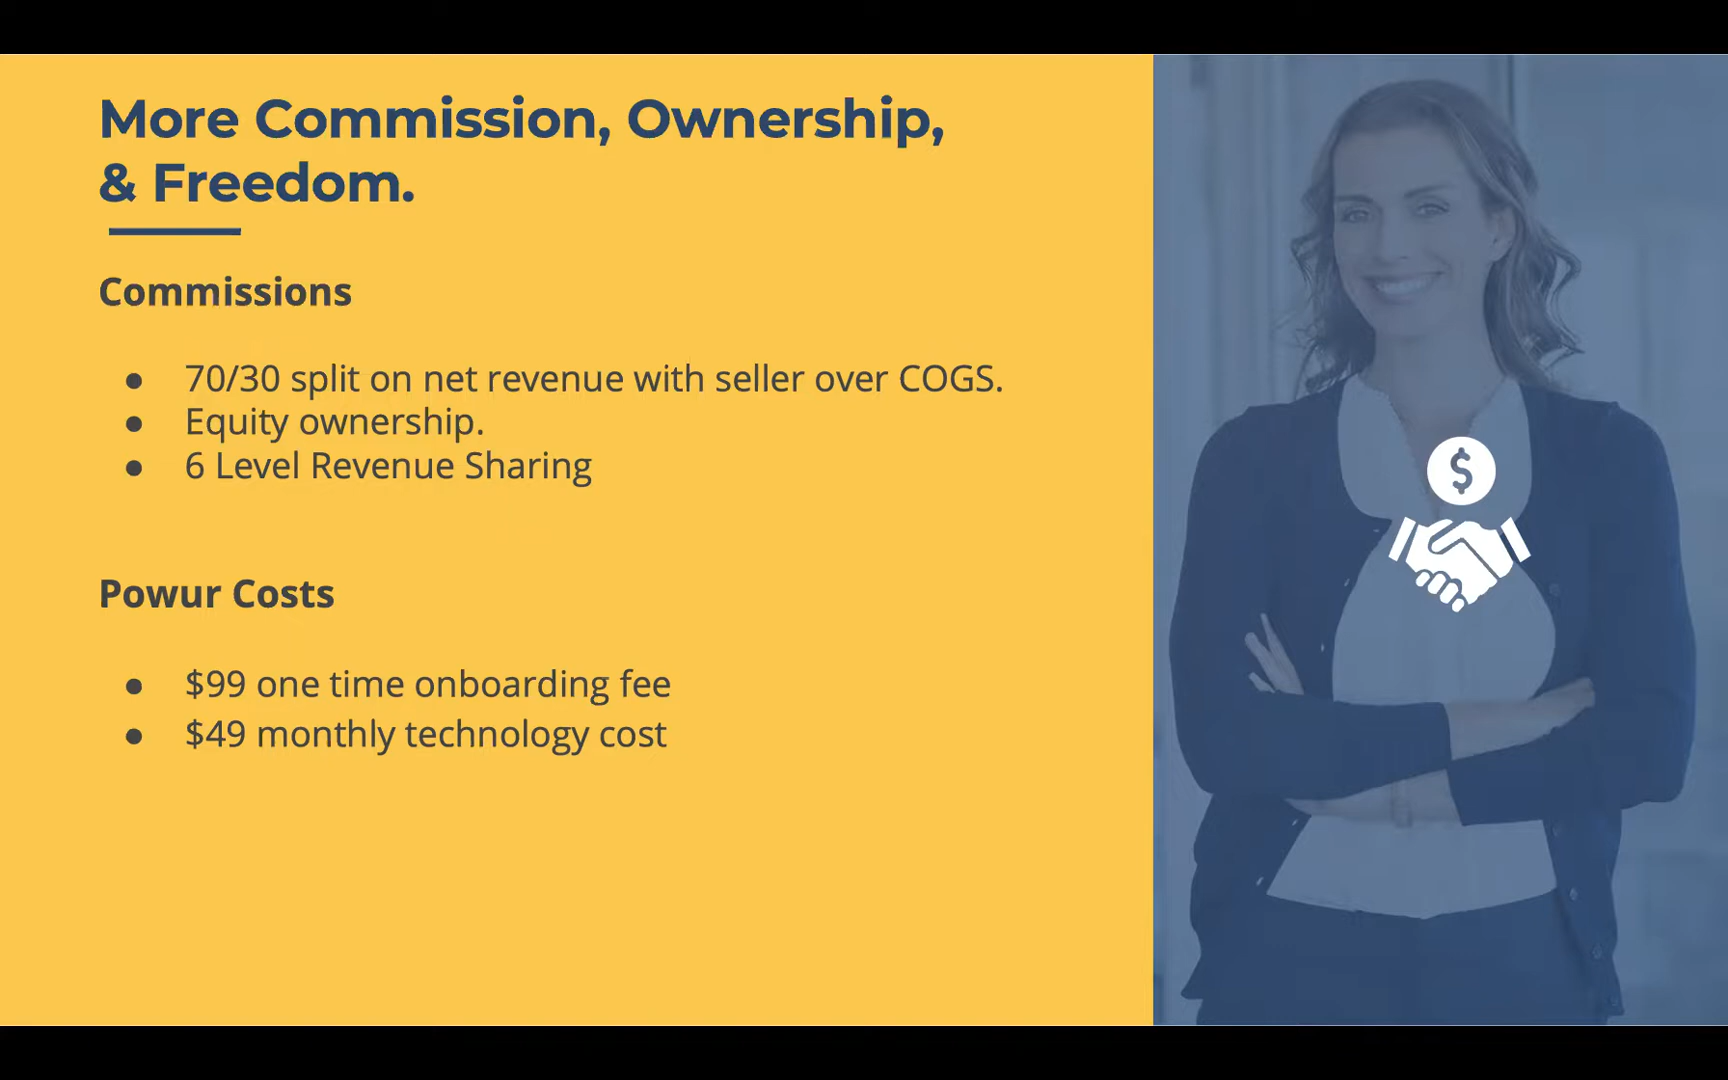 More Commission, Ownership,
& Freedom.
Commissions
● 70/30 split on net revenue with seller over COGS.
● Equity ownership.
● 6 Level Revenue Sharing
Powur Costs
● $99 one time onboarding fee
● $49 monthly technology cost
$